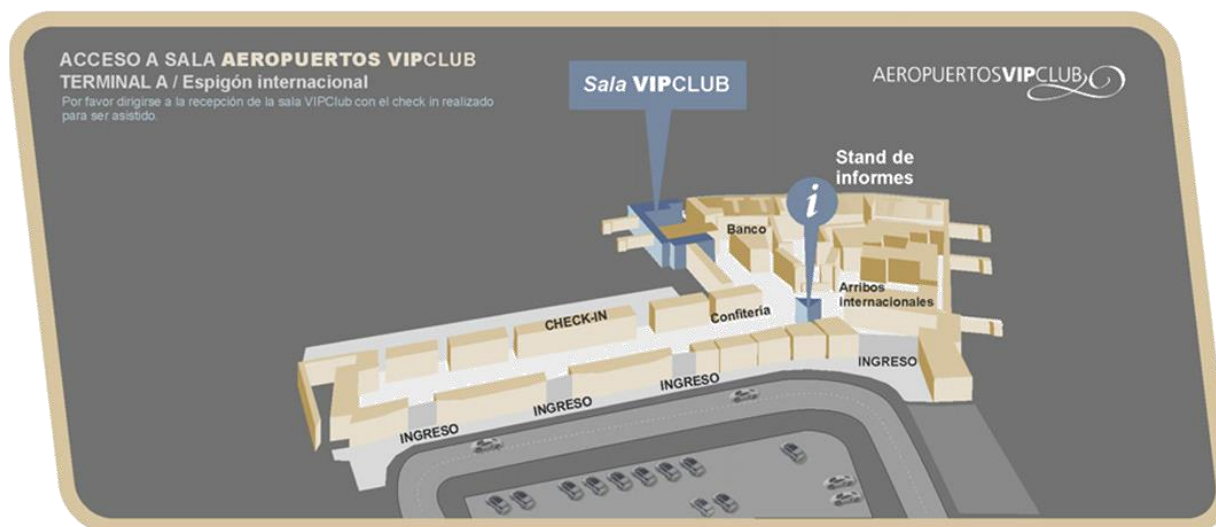 ACCESO A SALA AEROPUERTOS VIPCLUB
TERMINAL A / Espigón internacional
Por favor dirigirse a la recepción de la sala VIPClub con el check in realizado
para ser asistido.
Sala VIPCLUB
AEROPUERTOSVIPCLUB
Stand de
informes
i
Banco
Arribos
internacionales
Confitería
CHECK-IN
INGRESO
INGRESO
INGRESO
INGRESO